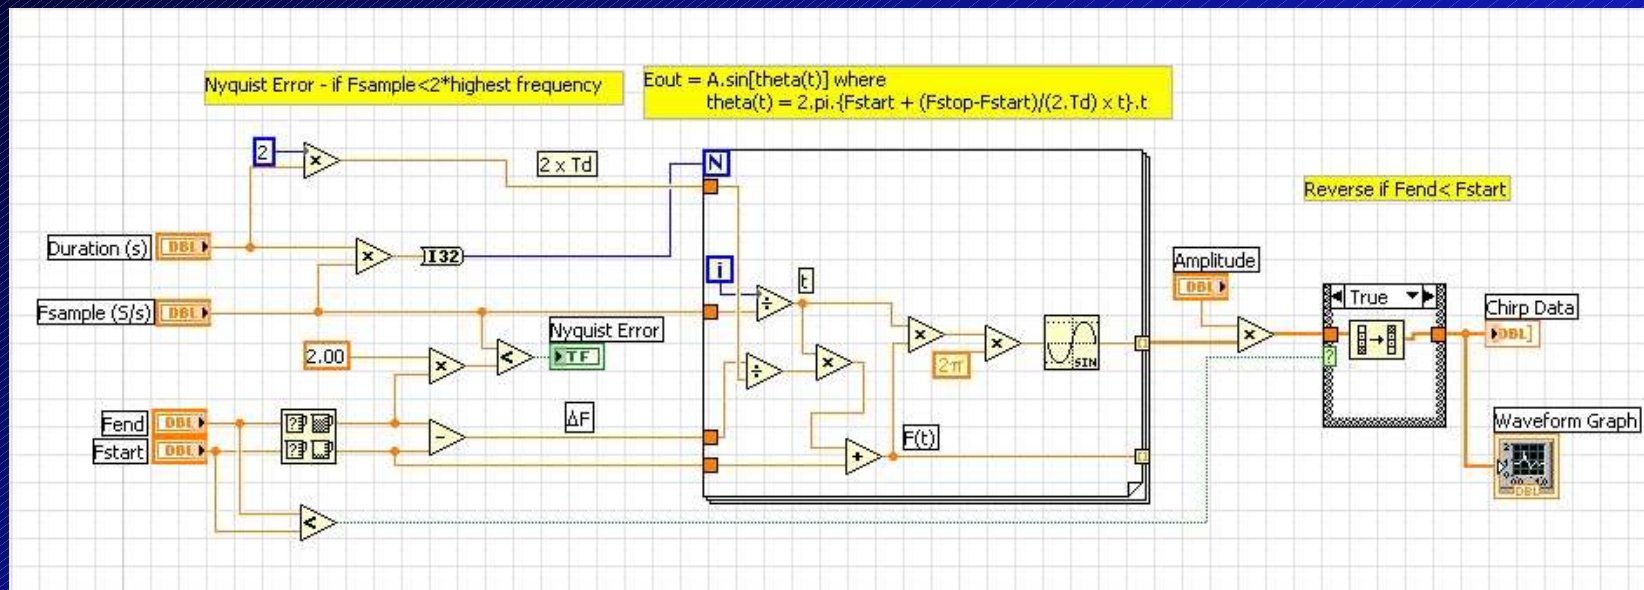 Nyquist Error - if Fsample<2*highest frequency
Eout = A.sin[theta(t)] where
theta(t) = 2.pi.{Fstart + (Fstop-Fstart)/(2.Td) x t}.t
2
2 x Td
N
Reverse if Fend< Fstart
Duration (s)
DBL
I32
i
t
Amplitude
DBL
True
Fsample (S/s)
DBL
Nyquist Error
TF
2.00
2π
SIN
Chirp Data
DBL]
?
Fend
DBL
Fstart
DBL
?
?
ΔF
F(t)
Waveform Graph
DBL